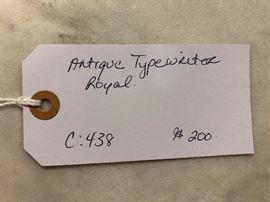 Antique Typewriter
Royal.
C:438 $200.